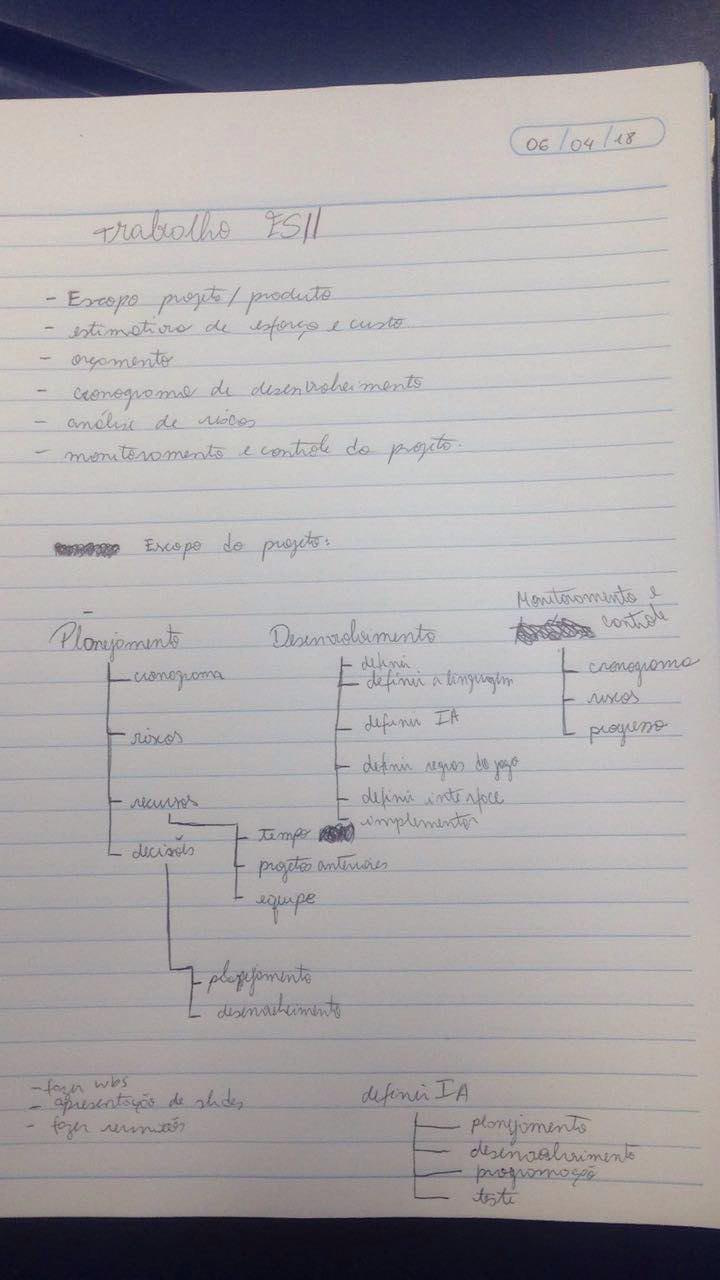 06/04/18
Trabalho ES//
- Escopo projeto/produto
- estimativa de esforço e custo
- orçamento
- cronograma de desenvolvimento
- análise de riscos
- monitoramento e controle do projeto.
Escopo do projeto:
Planejamento
cronograma
riscos
recursos
tempo
projetos anteriores
equipe
decisões
planejamento
desenvolvimento
Desenvolvimento
definir
definir a linguagem
definir IA
definir regras do jogo
definir interface
implementar
Monitoramento e
controle
cronograma
riscos
progresso
- fazer wbs
- apresentação de slides
- fazer
definir IA
planejamento
desenvolvimento
programação
teste